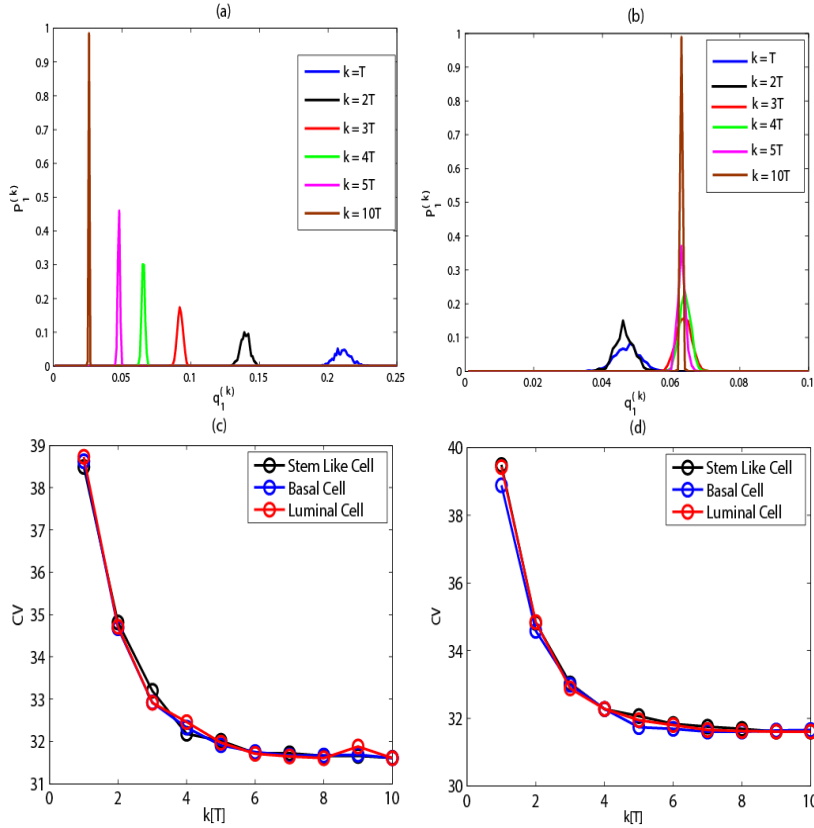 (a)
1
0.9
0.8
0.7
0.6
0.5
0.4
0.3
0.2
0.1
0
P₁⁽ᵏ⁾
k =T
k = 2T
k = 3T
k = 4T
k = 5T
k = 10T
0 0.05 0.1 0.15 0.2 0.25
q₁⁽ᵏ⁾
(b)
1
0.9
0.8
0.7
0.6
0.5
0.4
0.3
0.2
0.1
0
P₁⁽ᵏ⁾
k = T
k = 2T
k = 3T
k = 4T
k = 5T
k = 10T
0 0.02 0.04 0.06 0.08 0.1
q₁⁽ᵏ⁾
(c)
39
38
37
36
35
34
33
32
31
CV
Stem Like Cell
Basal Cell
Luminal Cell
0 2 4 6 8 10
k[T]
(d)
40
38
36
34
32
30
CV
Stem Like Cell
Basal Cell
Luminal Cell
0 2 4 6 8 10
k[T]